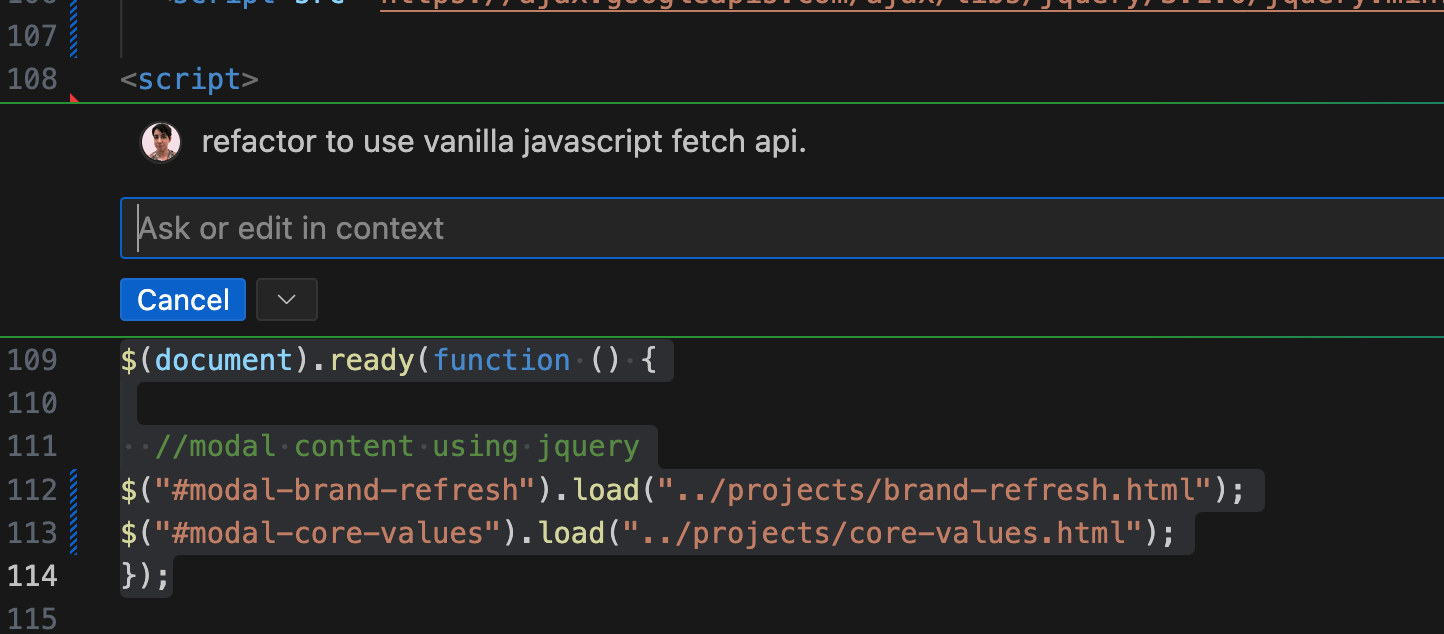 107
108 <script>
refactor to use vanilla javascript fetch api.
Ask or edit in context
Cancel
109 $(document).ready(function () {
110
111 //modal content using jquery
112 $("#modal-brand-refresh").load("../projects/brand-refresh.html");
113 $("#modal-core-values").load("../projects/core-values.html");
114 });
115